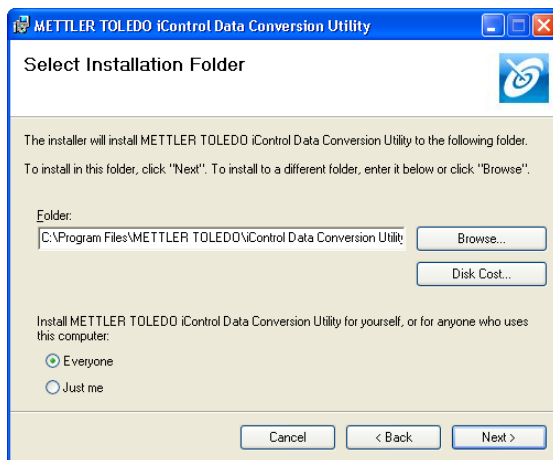 METTLER TOLEDO iControl Data Conversion Utility
Select Installation Folder
The installer will install METTLER TOLEDO iControl Data Conversion Utility to the following folder.
To install in this folder, click "Next". To install to a different folder, enter it below or click "Browse".
Folder:
C:\Program Files\METTLER TOLEDO\iControl Data Conversion Utilit
Browse...
Disk Cost...
Install METTLER TOLEDO iControl Data Conversion Utility for yourself, or for anyone who uses
this computer:
Everyone
Just me
Cancel
< Back
Next >